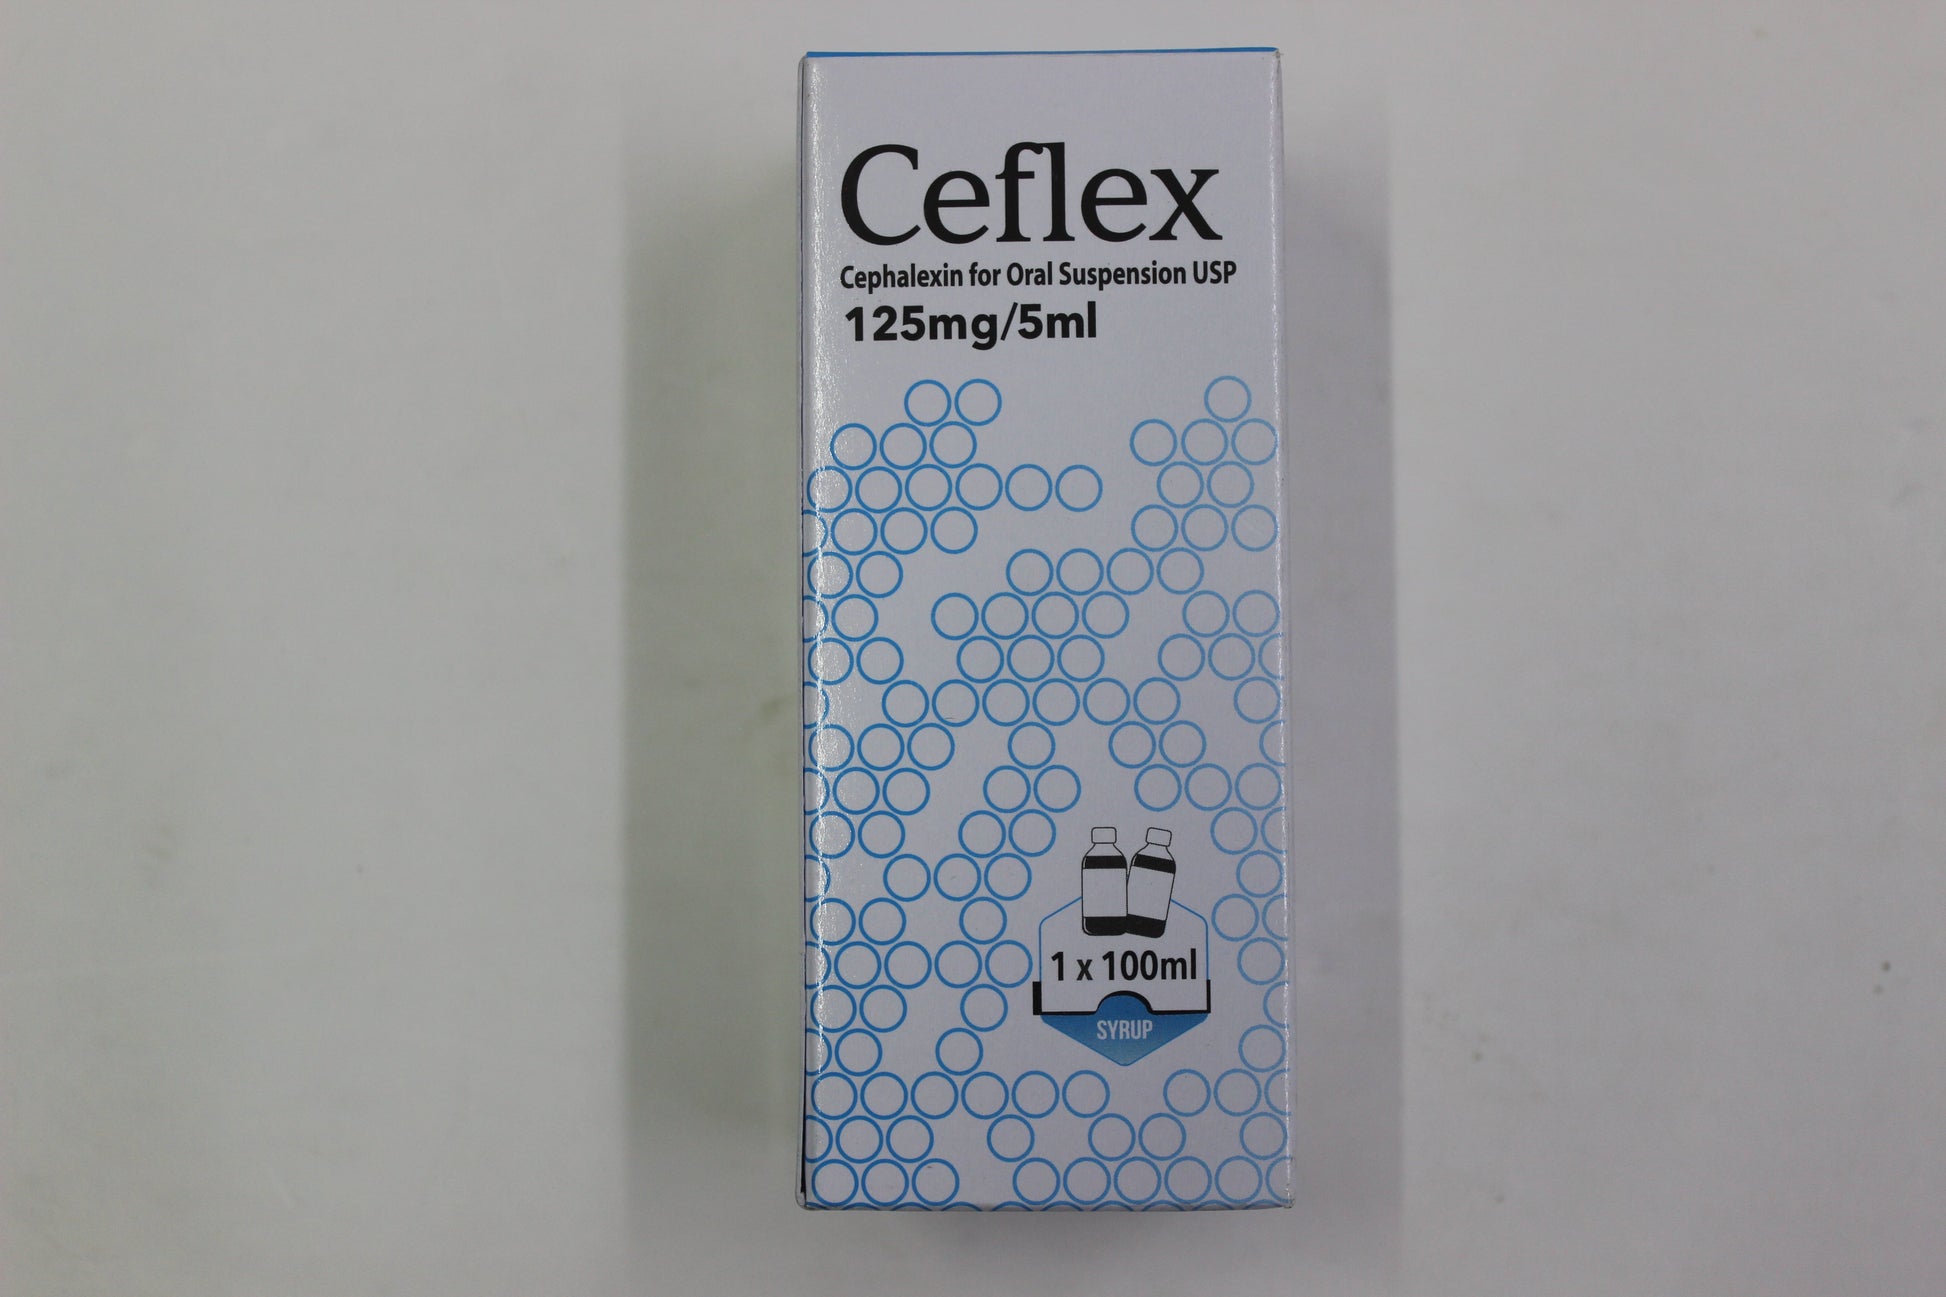 Ceflex
Cephalexin for Oral Suspension USP
125mg/5ml
1 x 100ml
SYRUP